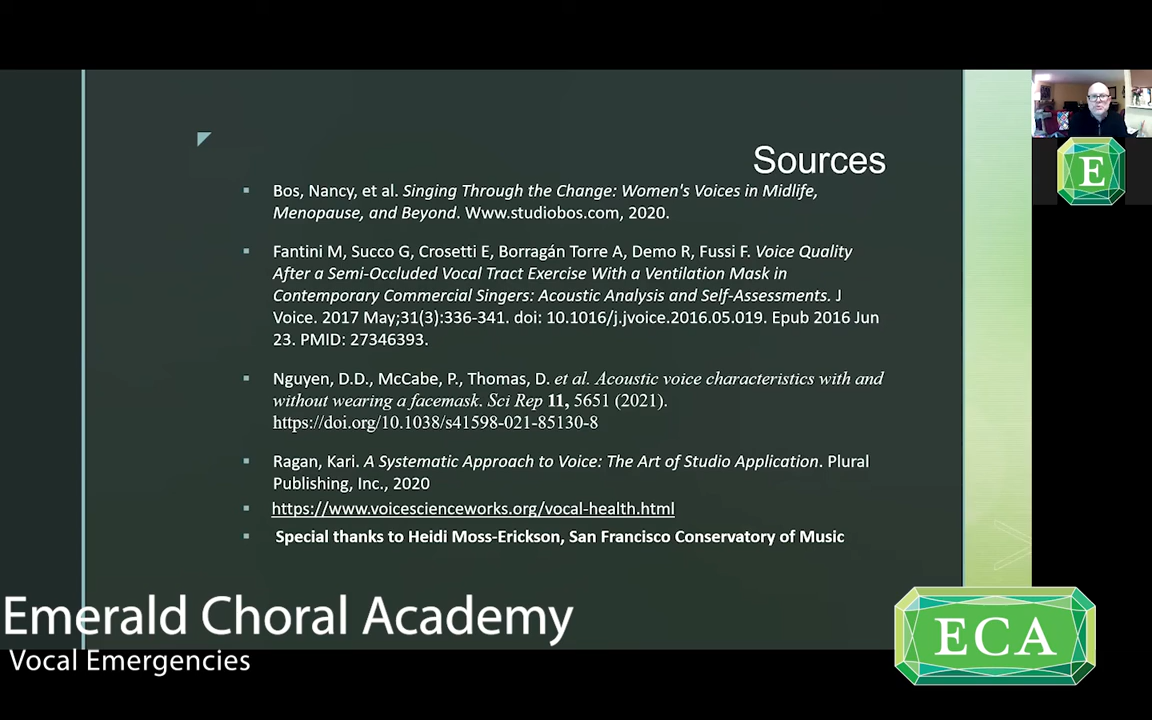 Sources
▪ Bos, Nancy, et al. Singing Through the Change: Women's Voices in Midlife,
Menopause, and Beyond. Www.studiobos.com, 2020.
▪ Fantini M, Succo G, Crosetti E, Borragán Torre A, Demo R, Fussi F. Voice Quality
After a Semi-Occluded Vocal Tract Exercise With a Ventilation Mask in
Contemporary Commercial Singers: Acoustic Analysis and Self-Assessments. J
Voice. 2017 May;31(3):336-341. doi: 10.1016/j.jvoice.2016.05.019. Epub 2016 Jun
23. PMID: 27346393.
▪ Nguyen, D.D., McCabe, P., Thomas, D. et al. Acoustic voice characteristics with and
without wearing a facemask. Sci Rep 11, 5651 (2021).
https://doi.org/10.1038/s41598-021-85130-8
▪ Ragan, Kari. A Systematic Approach to Voice: The Art of Studio Application. Plural
Publishing, Inc., 2020
▪ https://www.voicescienceworks.org/vocal-health.html
▪ Special thanks to Heidi Moss-Erickson, San Francisco Conservatory of Music
E
Emerald Choral Academy
Vocal Emergencies
ECA